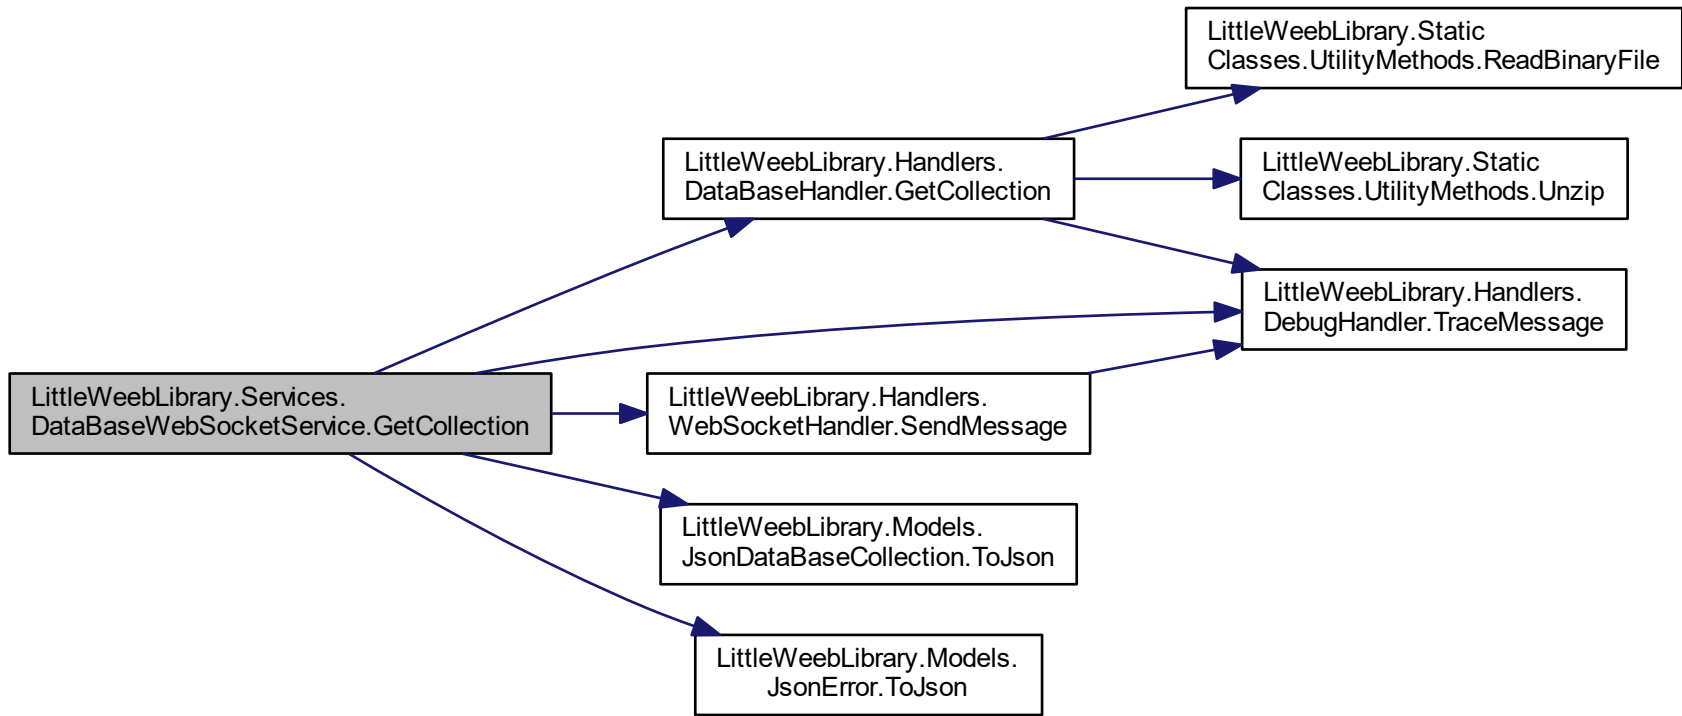 LittleWeebLibrary.Static
Classes.UtilityMethods.ReadBinaryFile
LittleWeebLibrary.Handlers.
DataBaseHandler.GetCollection
LittleWeebLibrary.Static
Classes.UtilityMethods.Unzip
LittleWeebLibrary.Handlers.
DebugHandler.TraceMessage
LittleWeebLibrary.Services.
DataBaseWebSocketService.GetCollection
LittleWeebLibrary.Handlers.
WebSocketHandler.SendMessage
LittleWeebLibrary.Models.
JsonDataBaseCollection.ToJson
LittleWeebLibrary.Models.
JsonError.ToJson